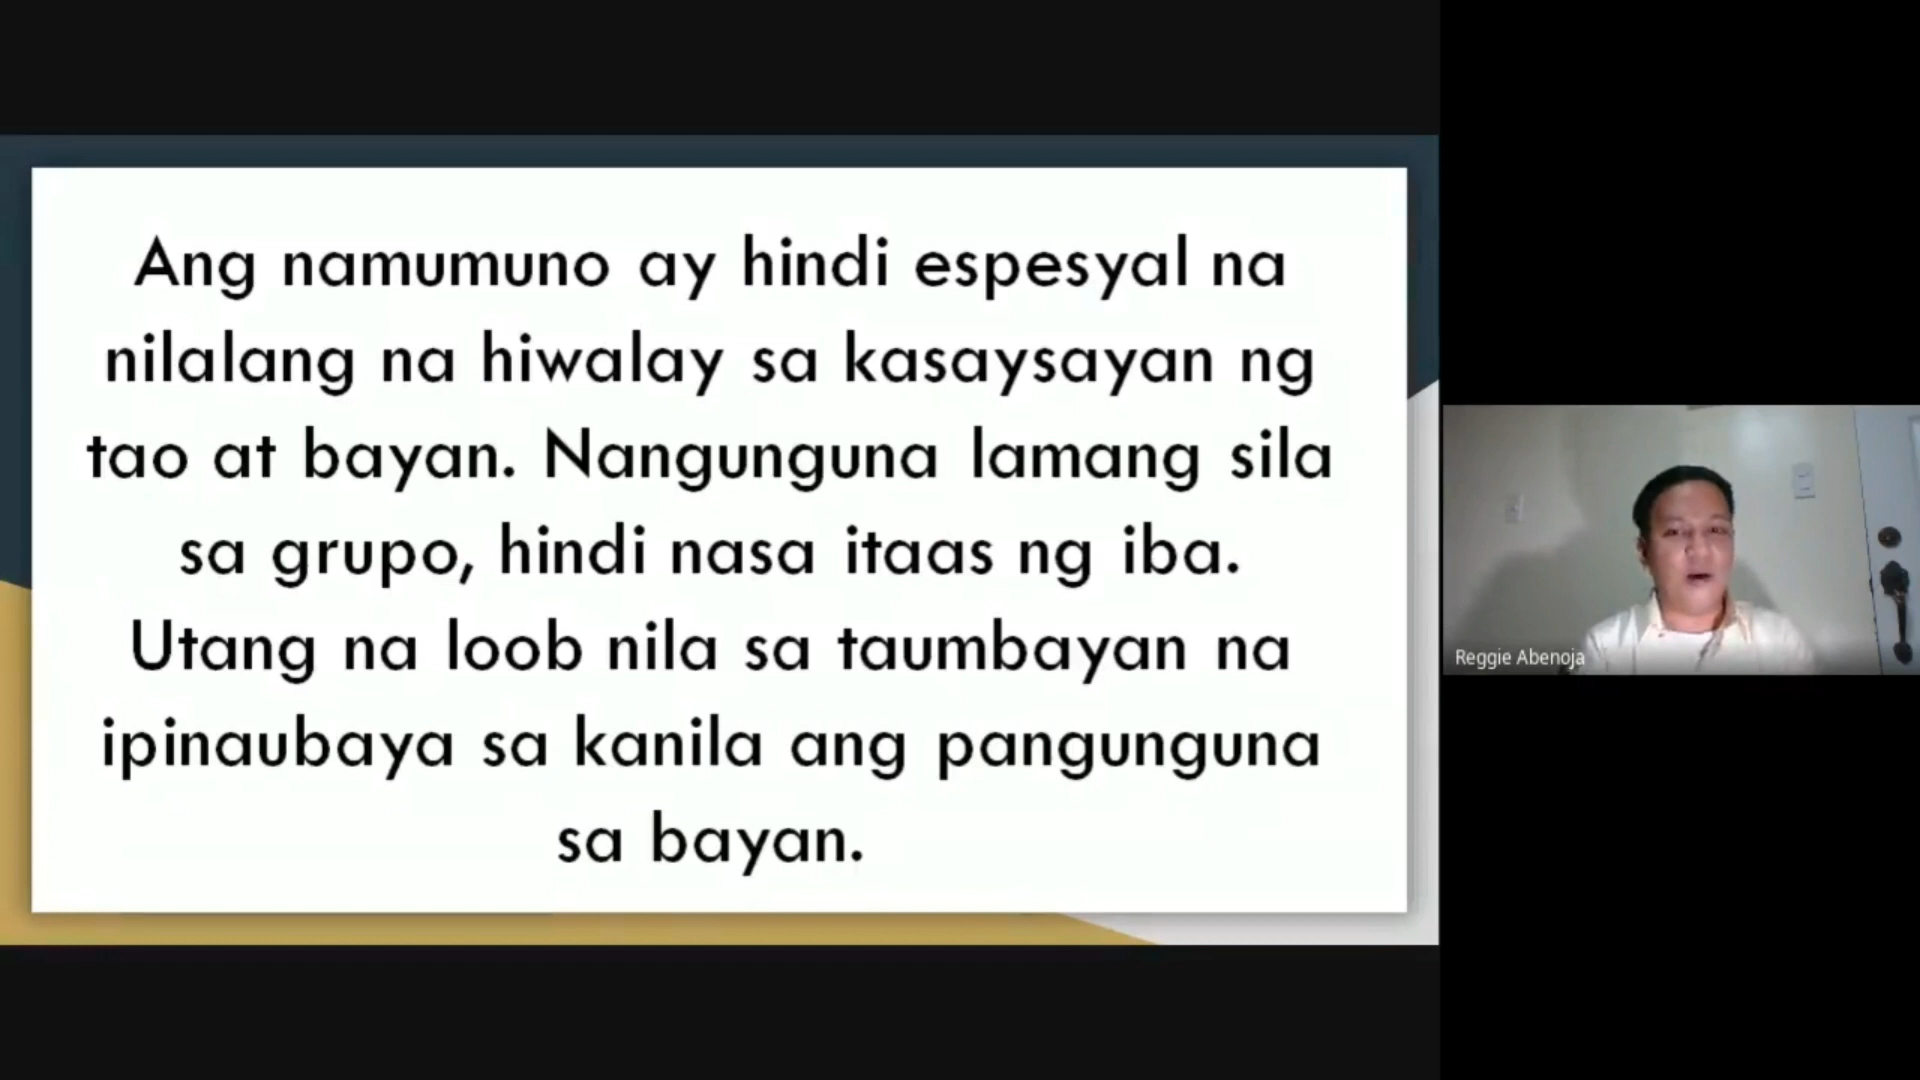 Ang namumuno ay hindi espesyal na
nilalang na hiwalay sa kasaysayan ng
tao at bayan. Nangunguna lamang sila
sa grupo, hindi nasa itaas ng iba.
Utang na loob nila sa taumbayan na
ipinaubaya sa kanila ang pangunguna
sa bayan.
Reggie Abenoja